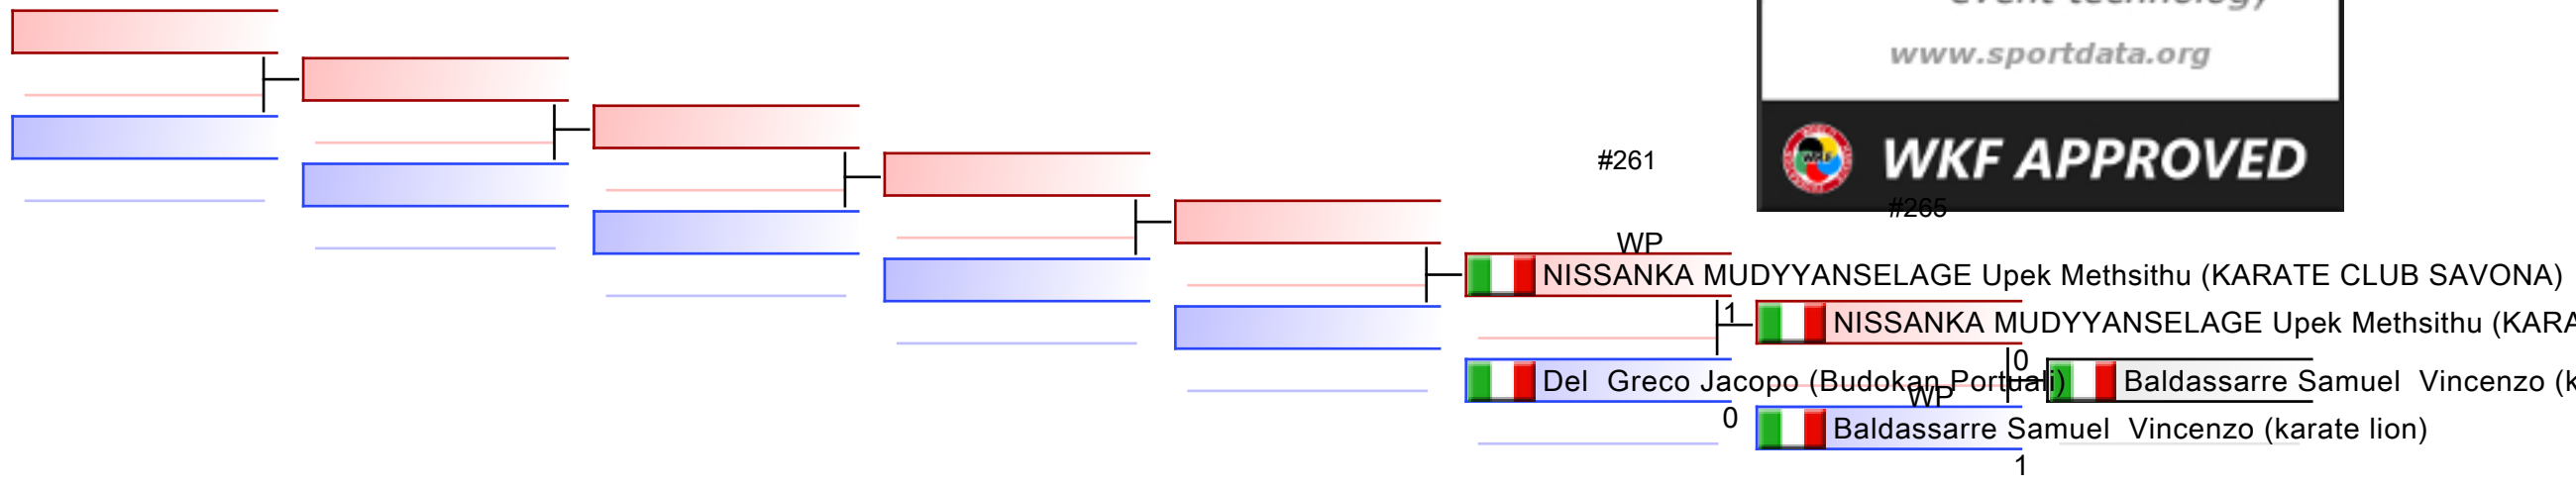 event technology
www.sportdata.org
#261
WKF APPROVED
#265
WP
NISSANKA MUDYYANSELAGE Upek Methsithu (KARATE CLUB SAVONA)
1
NISSANKA MUDYYANSELAGE Upek Methsithu (KARA
0
Del Greco Jacopo (Budokan Portuali)
Baldassarre Samuel Vincenzo (k
WP
0
Baldassarre Samuel Vincenzo (karate lion)
1